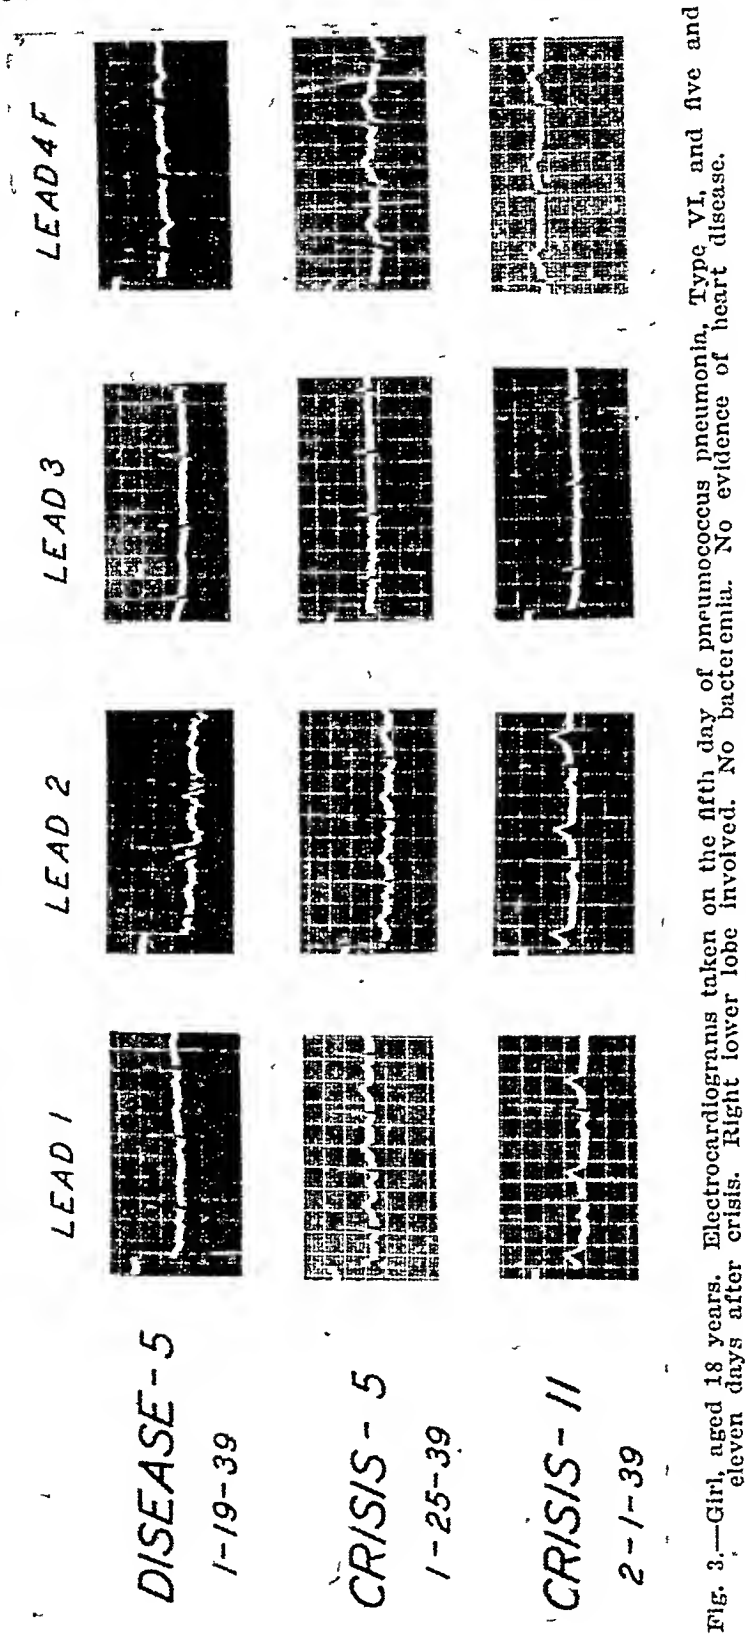 LEAD 1
LEAD 2
LEAD 3
LEAD 4 F
DISEASE - 5
1-19-39
CRISIS - 5
1-25-39
CRISIS - 11
2-1-39
Fig. 3.—Girl, aged 18 years. Electrocardiograms taken on the fifth day of pneumococcus pneumonia, Type VI, and five and
eleven days after crisis. Right lower lobe involved. No bacteremia. No evidence of heart disease.